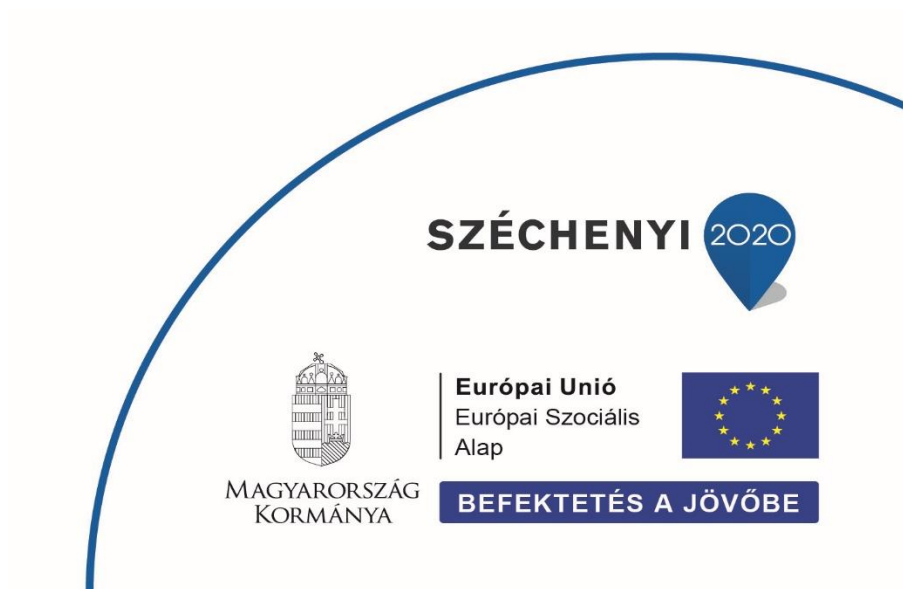 SZÉCHENYI 2020
Európai Unió
Európai Szociális
Alap
MAGYARORSZÁG
KORMÁNYA
BEFEKTETÉS A JÖVŐBE